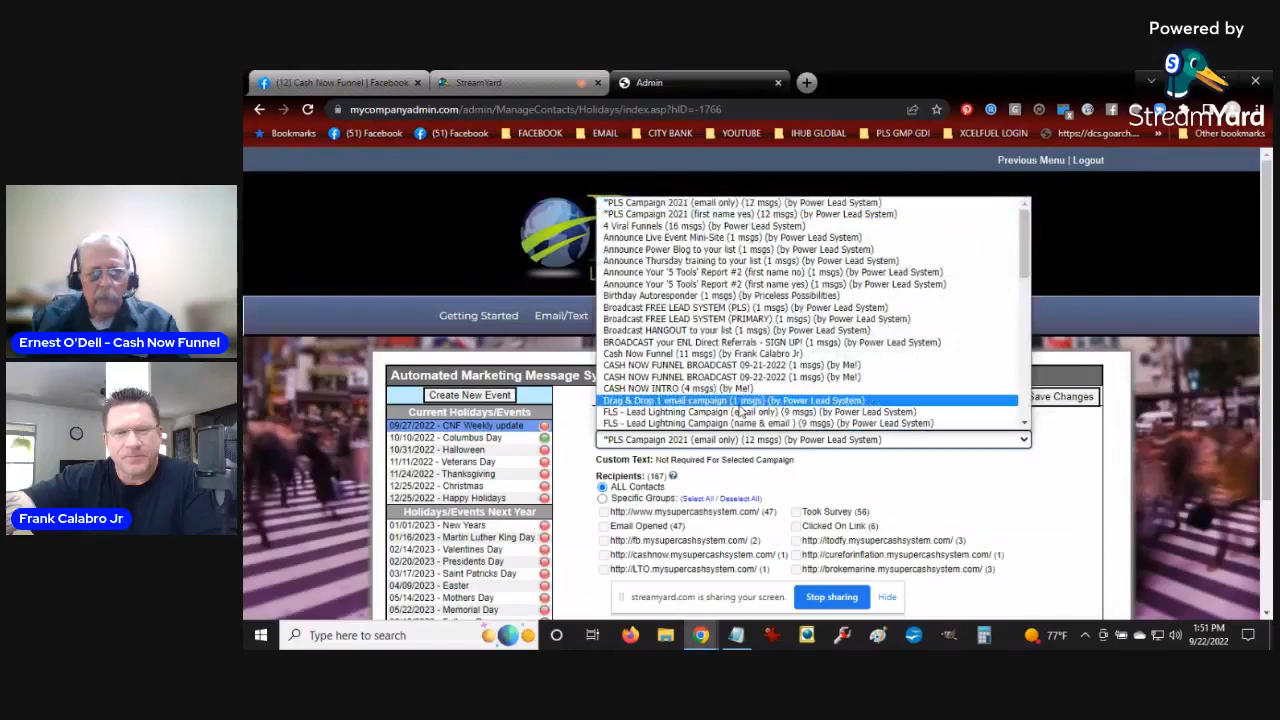 Powered by
StreamYard
(12) Cash Now Funnel | Facebook
StreamYard
Admin
mycompanyadmin.com/admin/ManageContacts/Holidays/index.asp?hID=-1766
Bookmarks
(51) Facebook
(51) Facebook
FACEBOOK
EMAIL
CITY BANK
YOUTUBE
IHUB GLOBAL
PLS GMP GDI
XCELFUEL LOGIN
https://dcs.goarch...
Other bookmarks
Previous Menu | Logout
Getting Started
Email/Text
*PLS Campaign 2021 (email only) (12 msgs) (by Power Lead System)
*PLS Campaign 2021 (first name yes) (12 msgs) (by Power Lead System)
4 Viral Funnels (16 msgs) (by Power Lead System)
Announce Live Event Mini-Site (1 msgs) (by Power Lead System)
Announce Power Blog to your list (1 msgs) (by Power Lead System)
Announce Thursday training to your list (1 msgs) (by Power Lead System)
Announce Your '5 Tools' Report #2 (first name no) (1 msgs) (by Power Lead System)
Announce Your '5 Tools' Report #2 (first name yes) (1 msgs) (by Power Lead System)
Birthday Autoresponder (1 msgs) (by Priceless Possibilities)
Broadcast FREE LEAD SYSTEM (PLS) (1 msgs) (by Power Lead System)
Broadcast FREE LEAD SYSTEM (PRIMARY) (1 msgs) (by Power Lead System)
Broadcast HANGOUT to your list (1 msgs) (by Power Lead System)
BROADCAST your ENL Direct Referrals - SIGN UP! (1 msgs) (by Power Lead System)
Cash Now Funnel (11 msgs) (by Frank Calabro Jr)
CASH NOW FUNNEL BROADCAST 09-21-2022 (1 msgs) (by Me!)
CASH NOW FUNNEL BROADCAST 09-22-2022 (1 msgs) (by Me!)
CASH NOW INTRO (4 msgs) (by Me!)
Drag & Drop 1 email campaign (1 msgs) (by Power Lead System)
FLS - Lead Lightning Campaign (email only) (9 msgs) (by Power Lead System)
FLS - Lead Lightning Campaign (name & email ) (9 msgs) (by Power Lead System)
*PLS Campaign 2021 (email only) (12 msgs) (by Power Lead System)
Automated Marketing Message Sy
Create New Event
Save Changes
Current Holidays/Events
09/27/2022 - CNF Weekly update
10/10/2022 - Columbus Day
10/31/2022 - Halloween
11/11/2022 - Veterans Day
11/24/2022 - Thanksgiving
12/25/2022 - Christmas
12/25/2022 - Happy Holidays
Holidays/Events Next Year
01/01/2023 - New Years
01/16/2023 - Martin Luther King Day
02/14/2023 - Valentines Day
02/20/2023 - Presidents Day
03/17/2023 - Saint Patricks Day
04/09/2023 - Easter
05/14/2023 - Mothers Day
05/22/2023 - Memorial Day
Custom Text: Not Required For Selected Campaign
Recipients: (167)
ALL Contacts
Specific Groups: (Select All / Deselect All)
http://www.mysupercashsystem.com/ (47)
Took Survey (56)
Email Opened (47)
Clicked On Link (6)
http://fb.mysupercashsystem.com/ (2)
http://ltodfy.mysupercashsystem.com/ (3)
http://cashnow.mysupercashsystem.com/ (1)
http://cureforinflation.mysupercashsystem.com/ (1)
http://LTO.mysupercashsystem.com/ (1)
http://brokemarine.mysupercashsystem.com/ (3)
streamyard.com is sharing your screen.
Stop sharing
Hide
Ernest O'Dell - Cash Now Funnel
Frank Calabro Jr
Type here to search
77°F
1:51 PM
9/22/2022